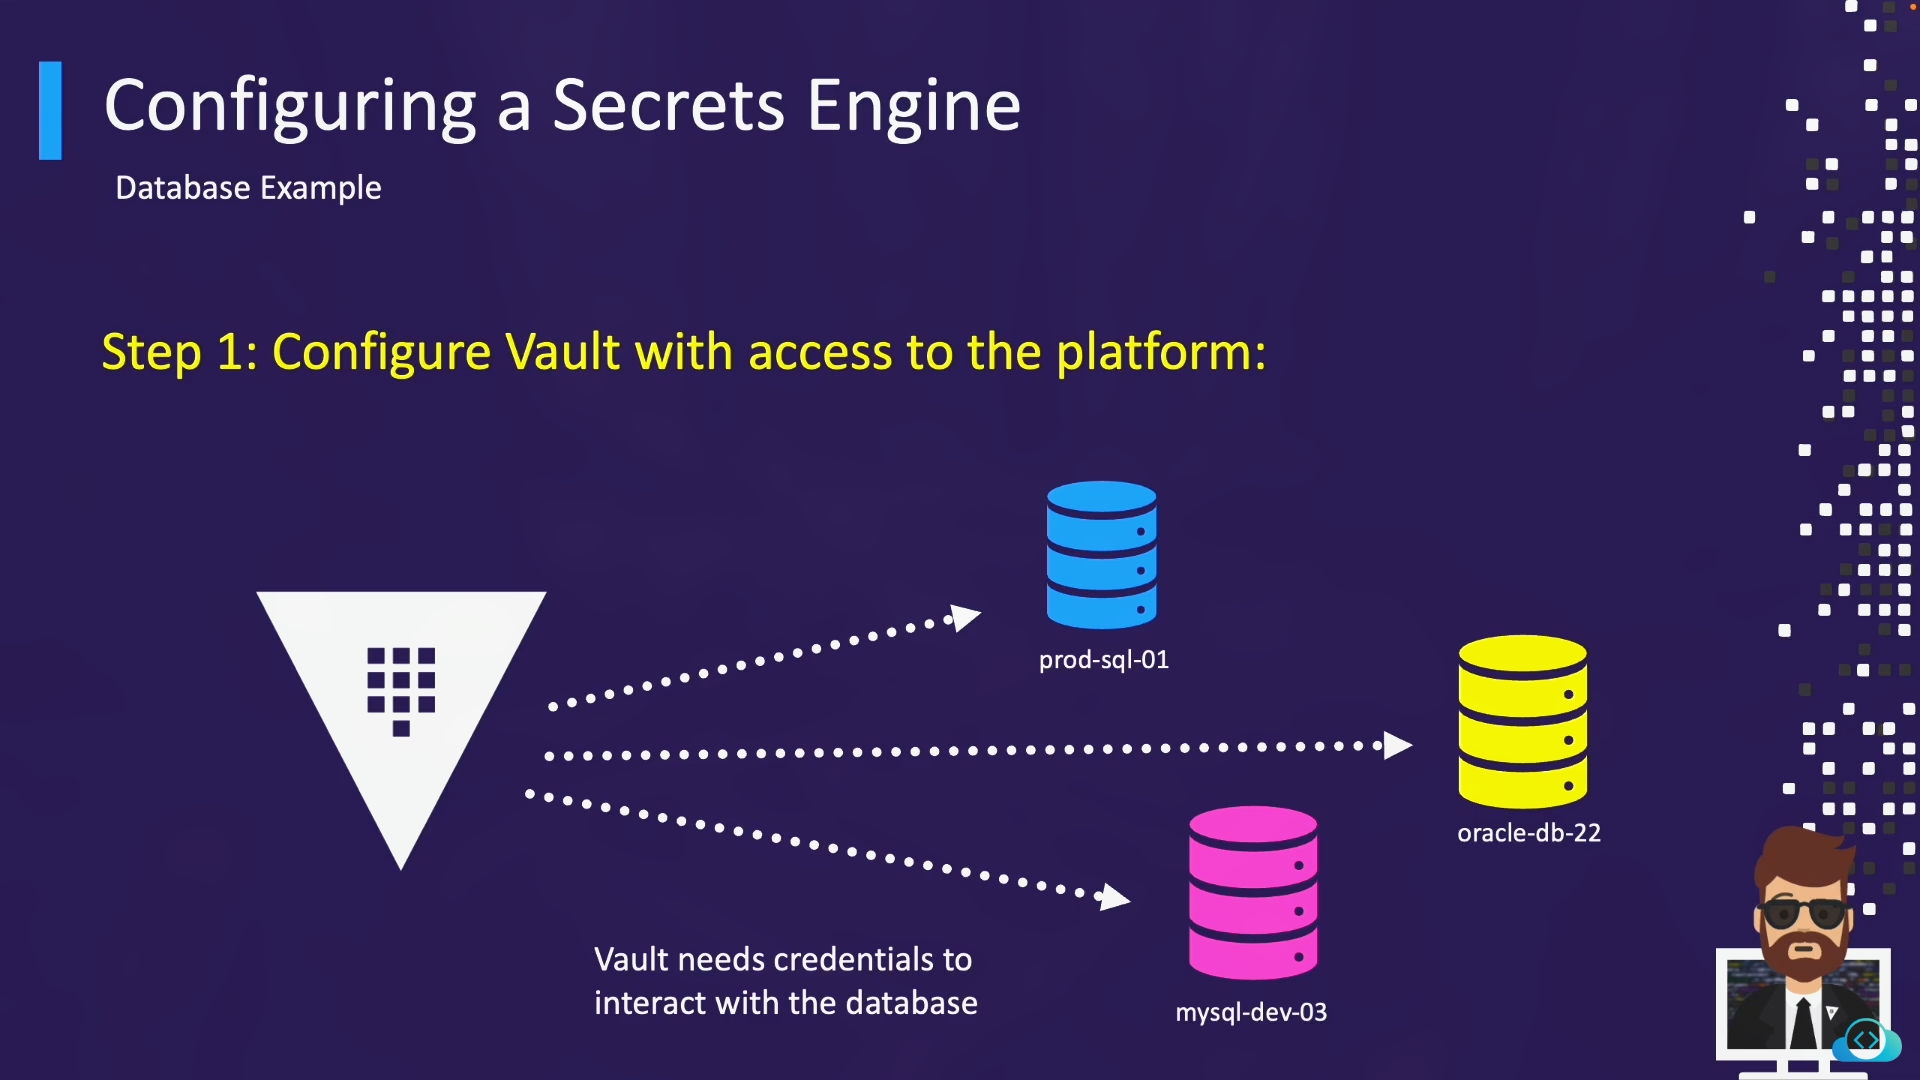 Configuring a Secrets Engine
Database Example
Step 1: Configure Vault with access to the platform:
prod-sql-01
oracle-db-22
mysql-dev-03
Vault needs credentials to
interact with the database